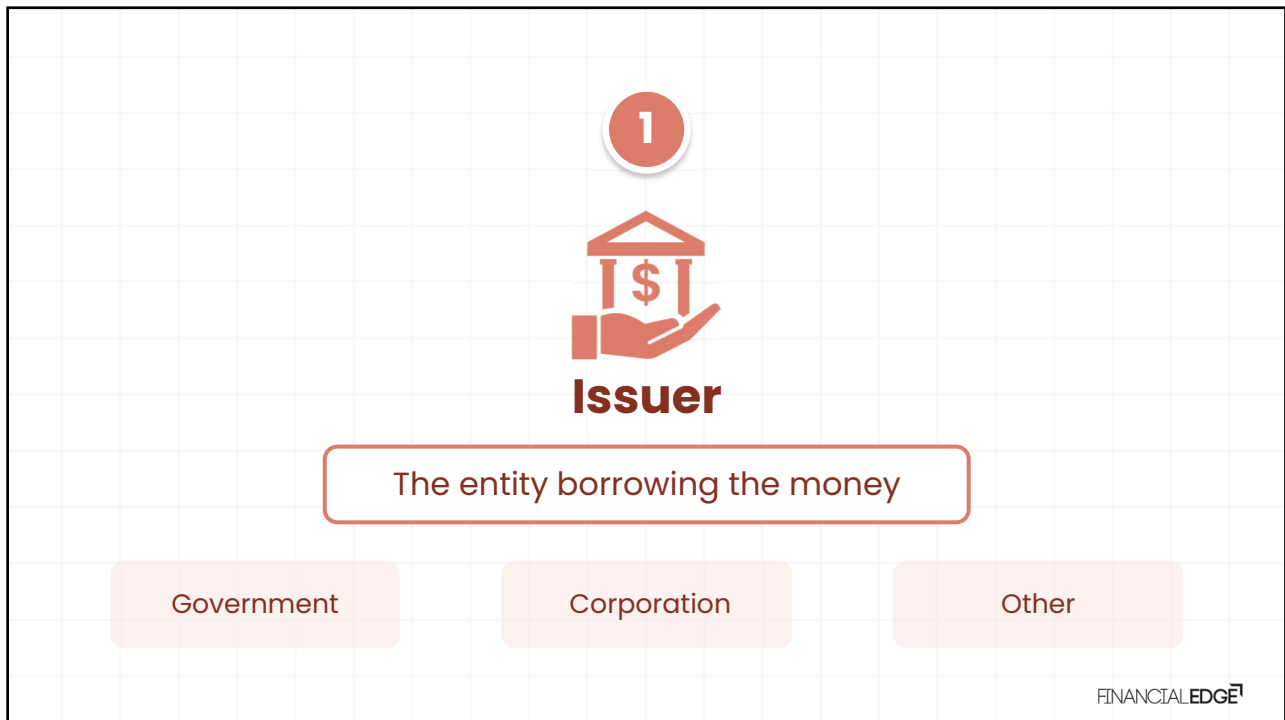 1
$
Issuer
The entity borrowing the money
Government
Corporation
Other
FINANCIALEDGE